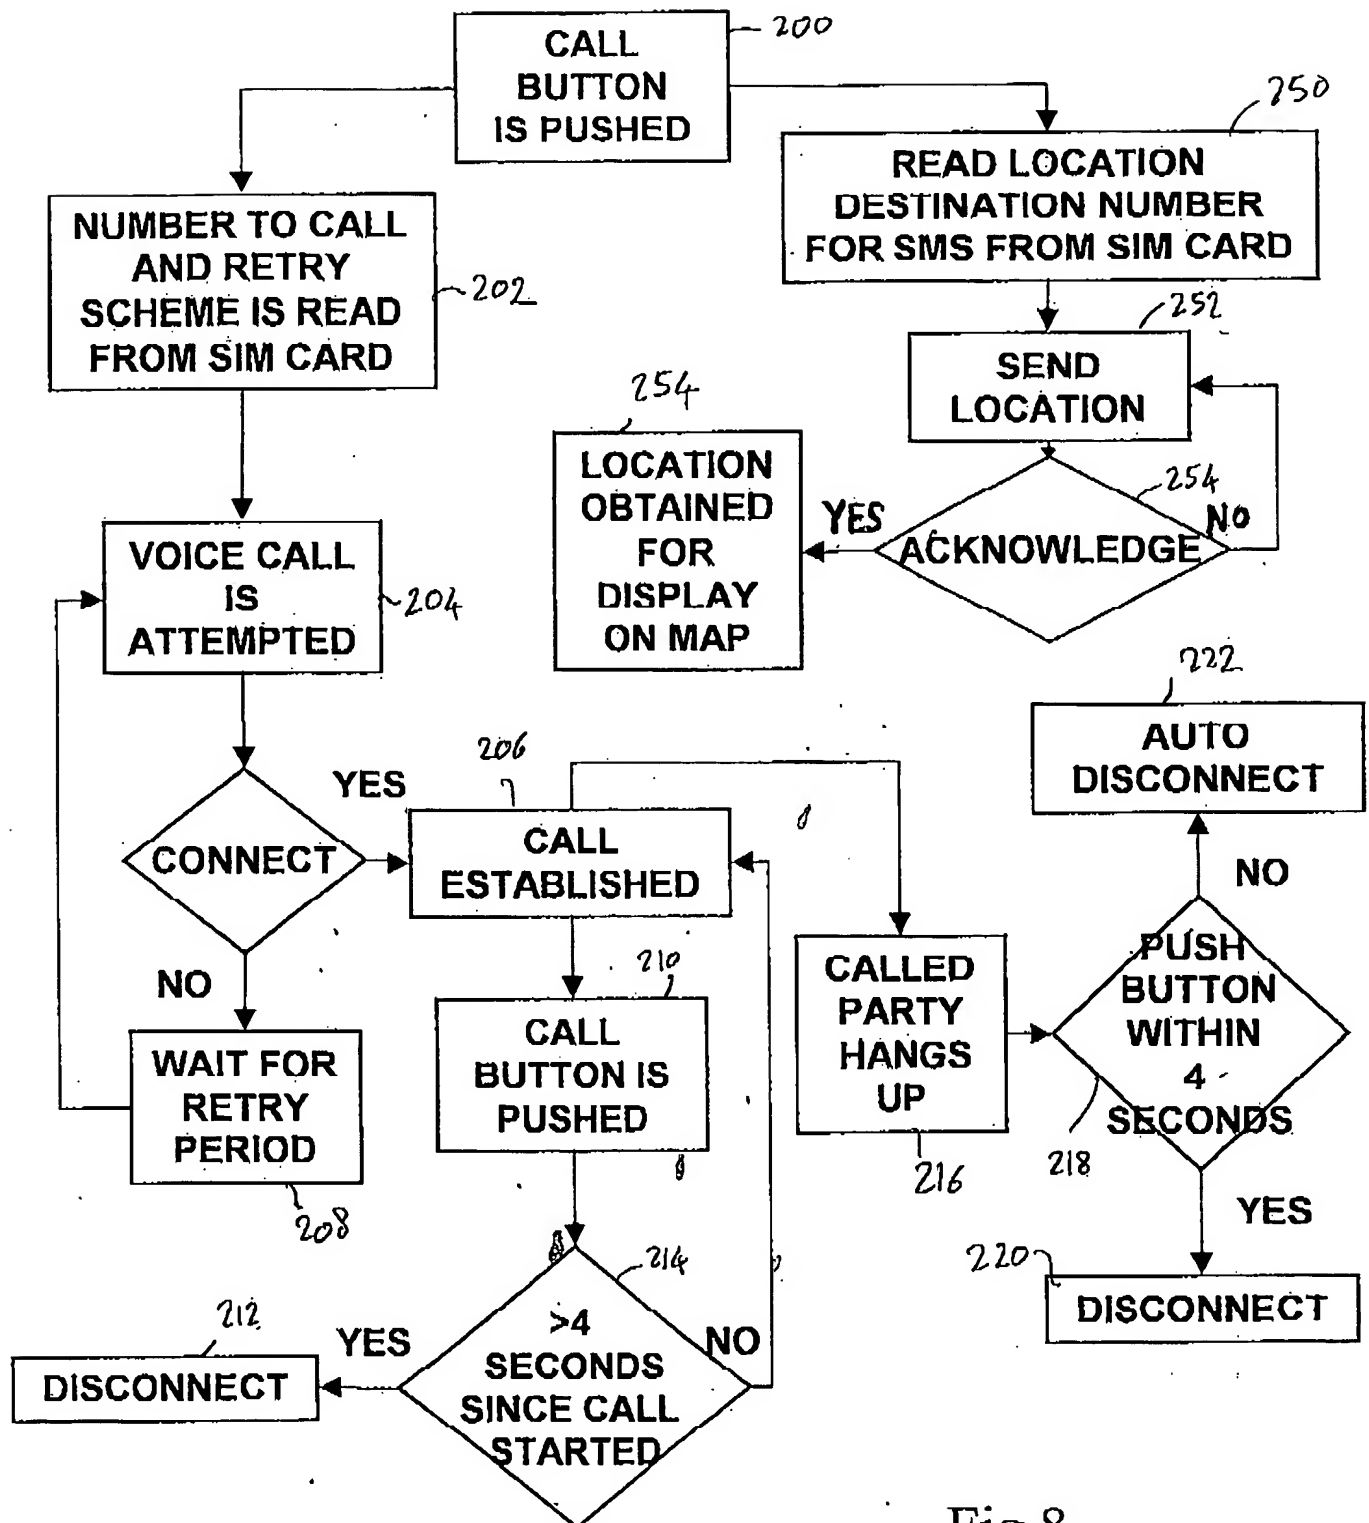 CALL
BUTTON
IS PUSHED
200
250
READ LOCATION
DESTINATION NUMBER
FOR SMS FROM SIM CARD
NUMBER TO CALL
AND RETRY
SCHEME IS READ
FROM SIM CARD
202
252
SEND
LOCATION
254
LOCATION
OBTAINED
FOR
DISPLAY
ON MAP
YES
254
NO
ACKNOWLEDGE
VOICE CALL
IS
ATTEMPTED
204
222
AUTO
DISCONNECT
206
YES
CONNECT
CALL
ESTABLISHED
NO
NO
210
CALL
BUTTON IS
PUSHED
CALLED
PARTY
HANGS
UP
216
PUSH
BUTTON
WITHIN
4
SECONDS
218
WAIT FOR
RETRY
PERIOD
208
YES
220
DISCONNECT
214
212
YES
NO
DISCONNECT
>4
SECONDS
SINCE CALL
STARTED
Fig 8